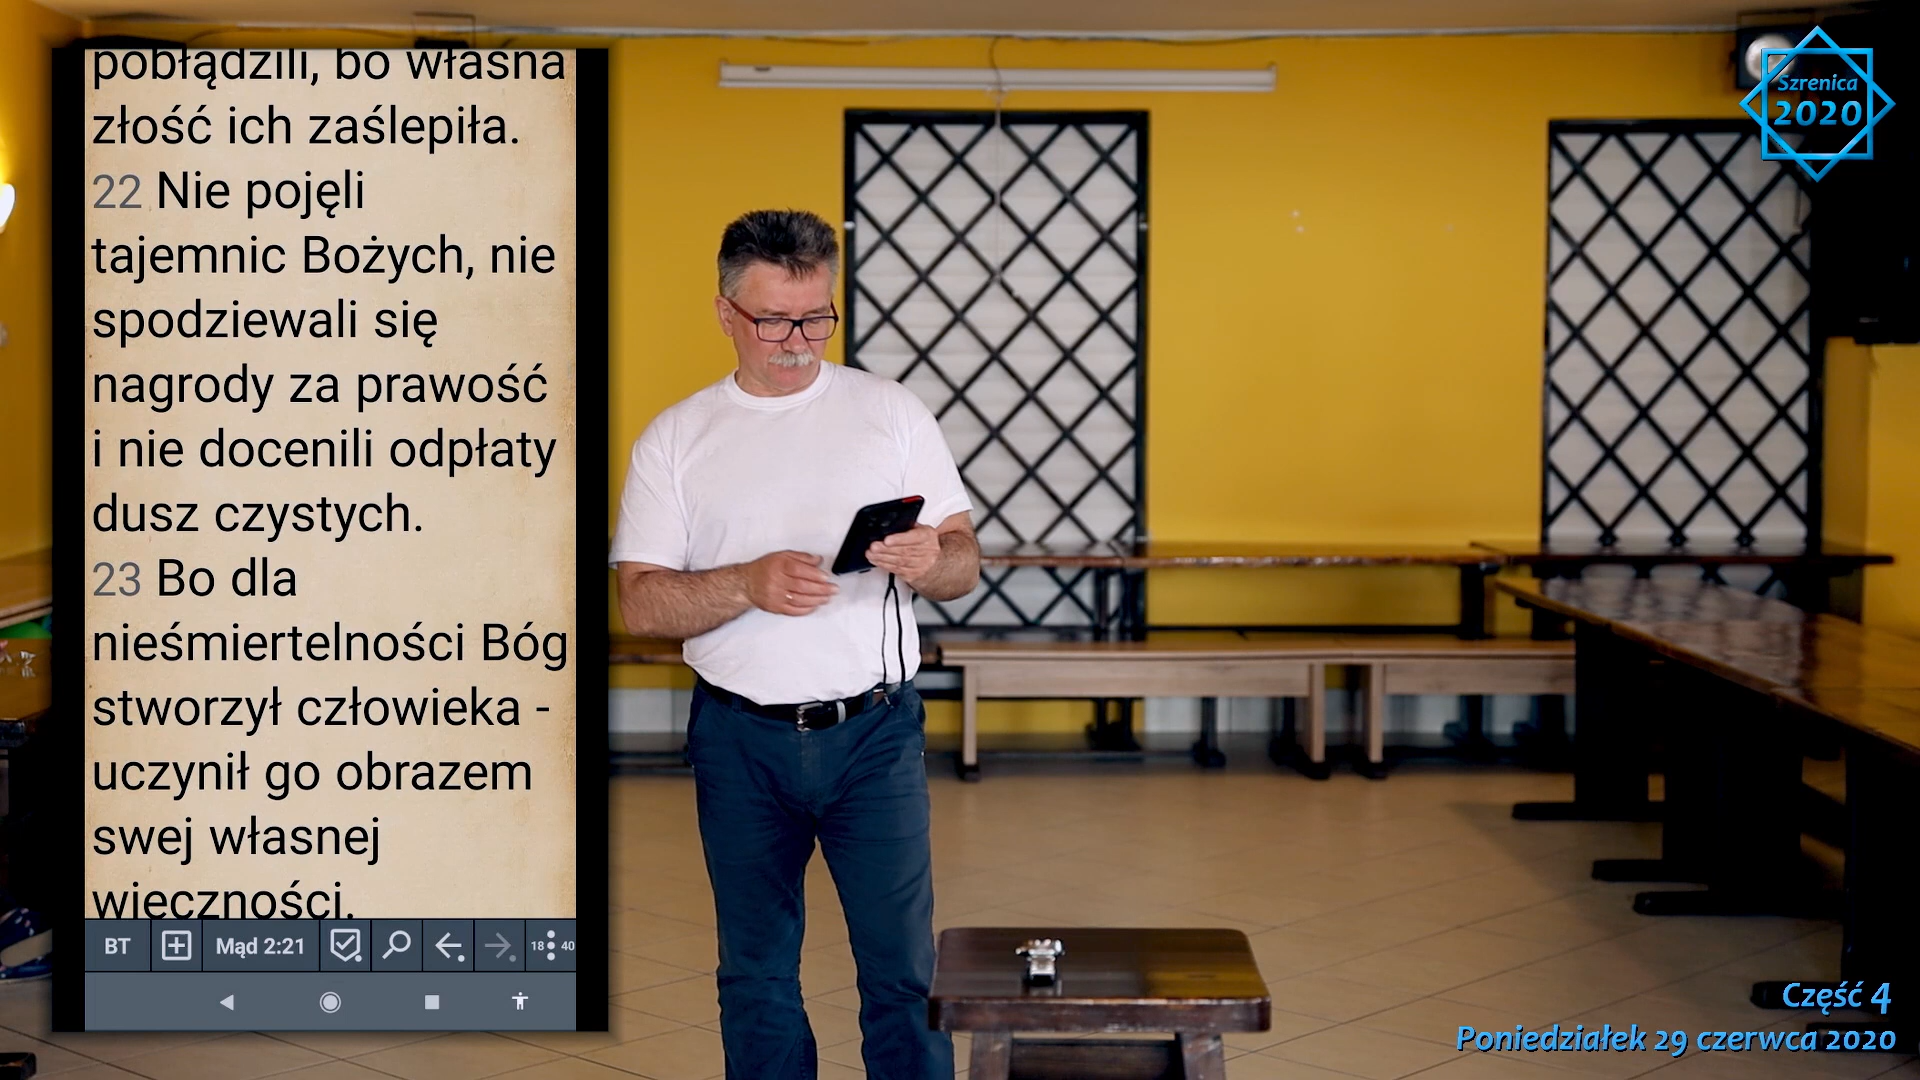 pobłądzili, bo własna
złość ich zaślepiła.
22 Nie pojęli
tajemnic Bożych, nie
spodziewali się
nagrody za prawość
i nie docenili odpłaty
dusz czystych.
23 Bo dla
nieśmiertelności Bóg
stworzył człowieka -
uczynił go obrazem
swej własnej
wieczności.
BT
Mąd 2:21
18 40
Szrenica
2020
Część 4
Poniedziałek 29 czerwca 2020